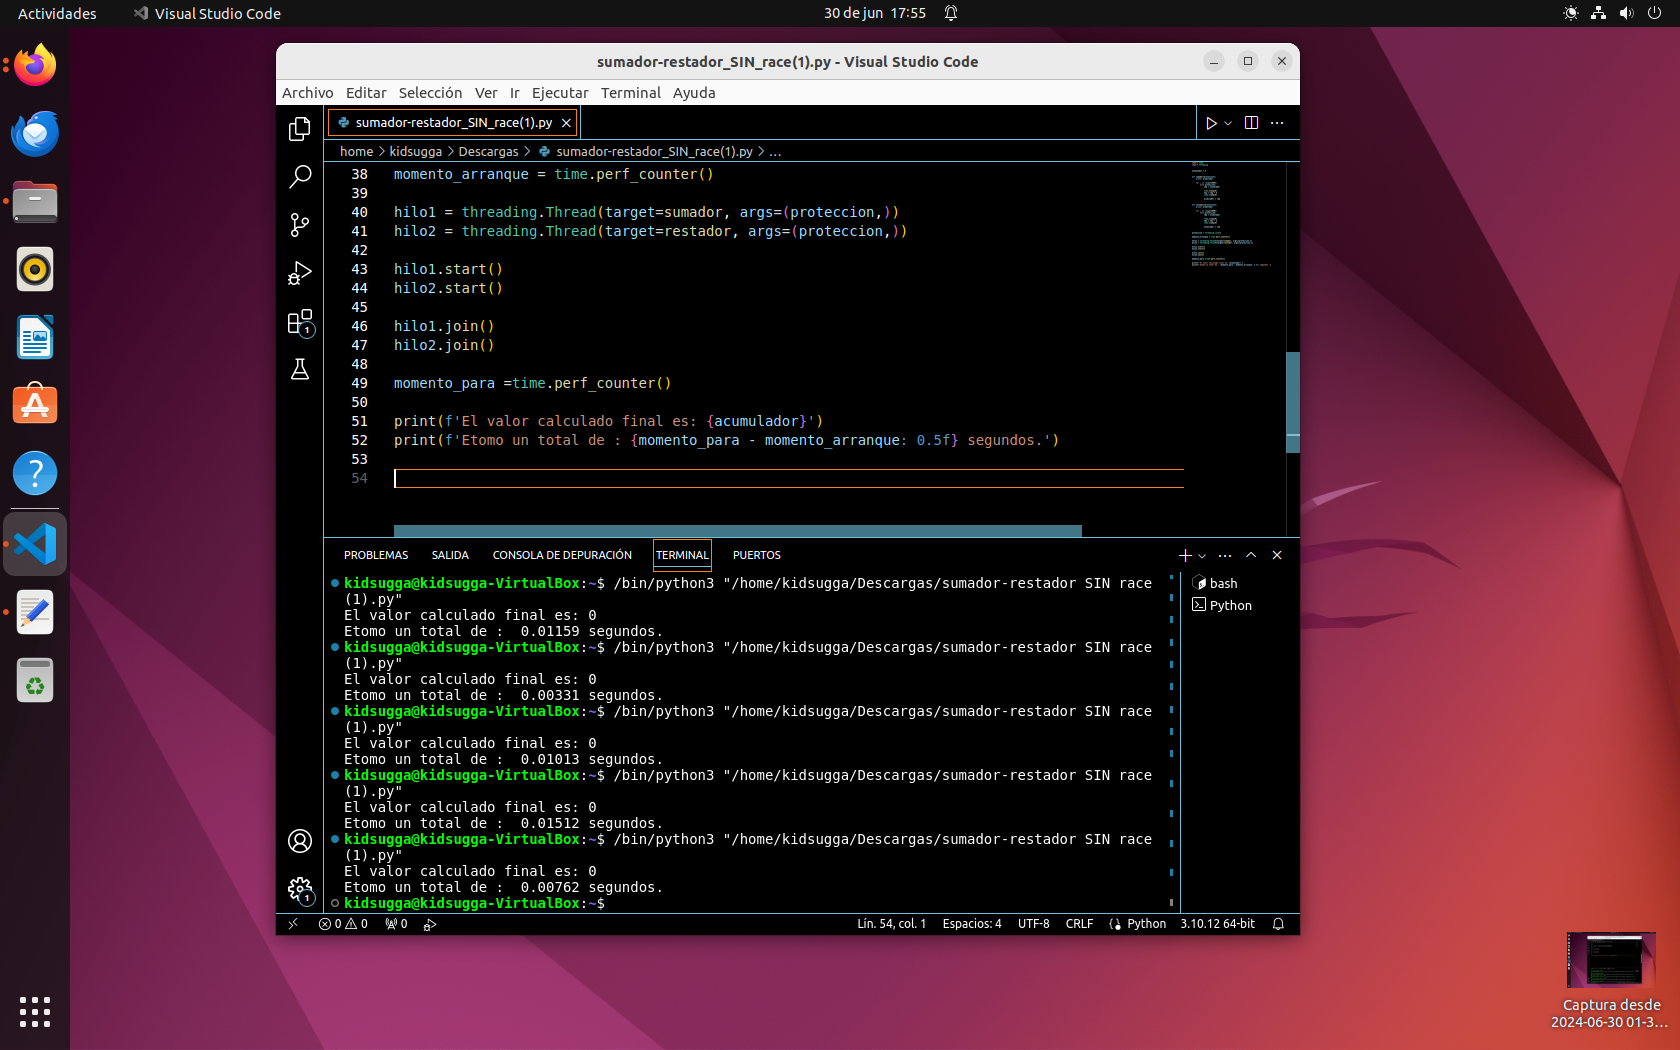 Actividades
Visual Studio Code
30 de jun 17:55
sumador-restador_SIN_race(1).py - Visual Studio Code
Archivo Editar Selección Ver Ir Ejecutar Terminal Ayuda
sumador-restador_SIN_race(1).py
home > kidsugga > Descargas > sumador-restador_SIN_race(1).py > ...
38 momento_arranque = time.perf_counter()
39
40 hilo1 = threading.Thread(target=sumador, args=(proteccion,))
41 hilo2 = threading.Thread(target=restador, args=(proteccion,))
42
43 hilo1.start()
44 hilo2.start()
45
46 hilo1.join()
47 hilo2.join()
48
49 momento_para =time.perf_counter()
50
51 print(f'El valor calculado final es: {acumulador}')
52 print(f'Etomo un total de : {momento_para - momento_arranque: 0.5f} segundos.')
53
54
1
PROBLEMAS SALIDA CONSOLA DE DEPURACIÓN TERMINAL PUERTOS
bash
Python
kidsugga@kidsugga-VirtualBox:~$ /bin/python3 "/home/kidsugga/Descargas/sumador-restador SIN race
(1).py"
El valor calculado final es: 0
Etomo un total de :  0.01159 segundos.
kidsugga@kidsugga-VirtualBox:~$ /bin/python3 "/home/kidsugga/Descargas/sumador-restador SIN race
(1).py"
El valor calculado final es: 0
Etomo un total de :  0.00331 segundos.
kidsugga@kidsugga-VirtualBox:~$ /bin/python3 "/home/kidsugga/Descargas/sumador-restador SIN race
(1).py"
El valor calculado final es: 0
Etomo un total de :  0.01013 segundos.
kidsugga@kidsugga-VirtualBox:~$ /bin/python3 "/home/kidsugga/Descargas/sumador-restador SIN race
(1).py"
El valor calculado final es: 0
Etomo un total de :  0.01512 segundos.
kidsugga@kidsugga-VirtualBox:~$ /bin/python3 "/home/kidsugga/Descargas/sumador-restador SIN race
(1).py"
El valor calculado final es: 0
Etomo un total de :  0.00762 segundos.
kidsugga@kidsugga-VirtualBox:~$
1
0 0 0 Lín. 54, col. 1 Espacios: 4 UTF-8 CRLF Python 3.10.12 64-bit
Captura desde
2024-06-30 01-3...